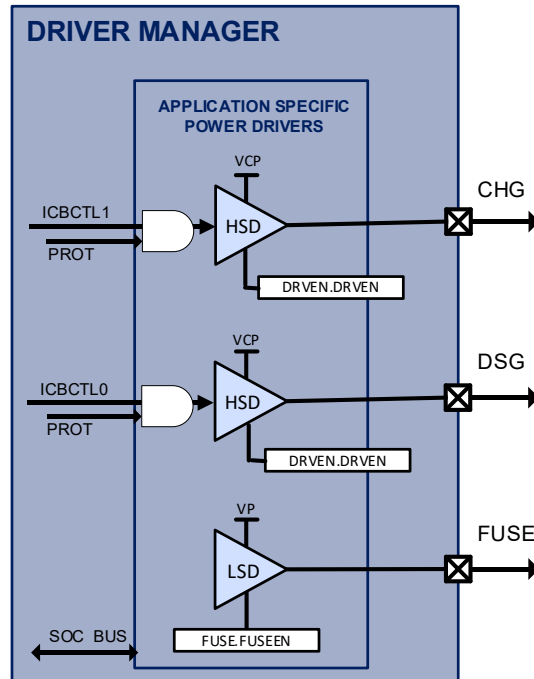 DRIVER MANAGER
APPLICATION SPECIFIC
POWER DRIVERS
VCP
ICBCTL1
PROT
HSD
CHG
DRVEN.DRVEN
VCP
ICBCTL0
PROT
HSD
DSG
DRVEN.DRVEN
VP
LSD
FUSE
FUSE.FUSEEN
SOC BUS